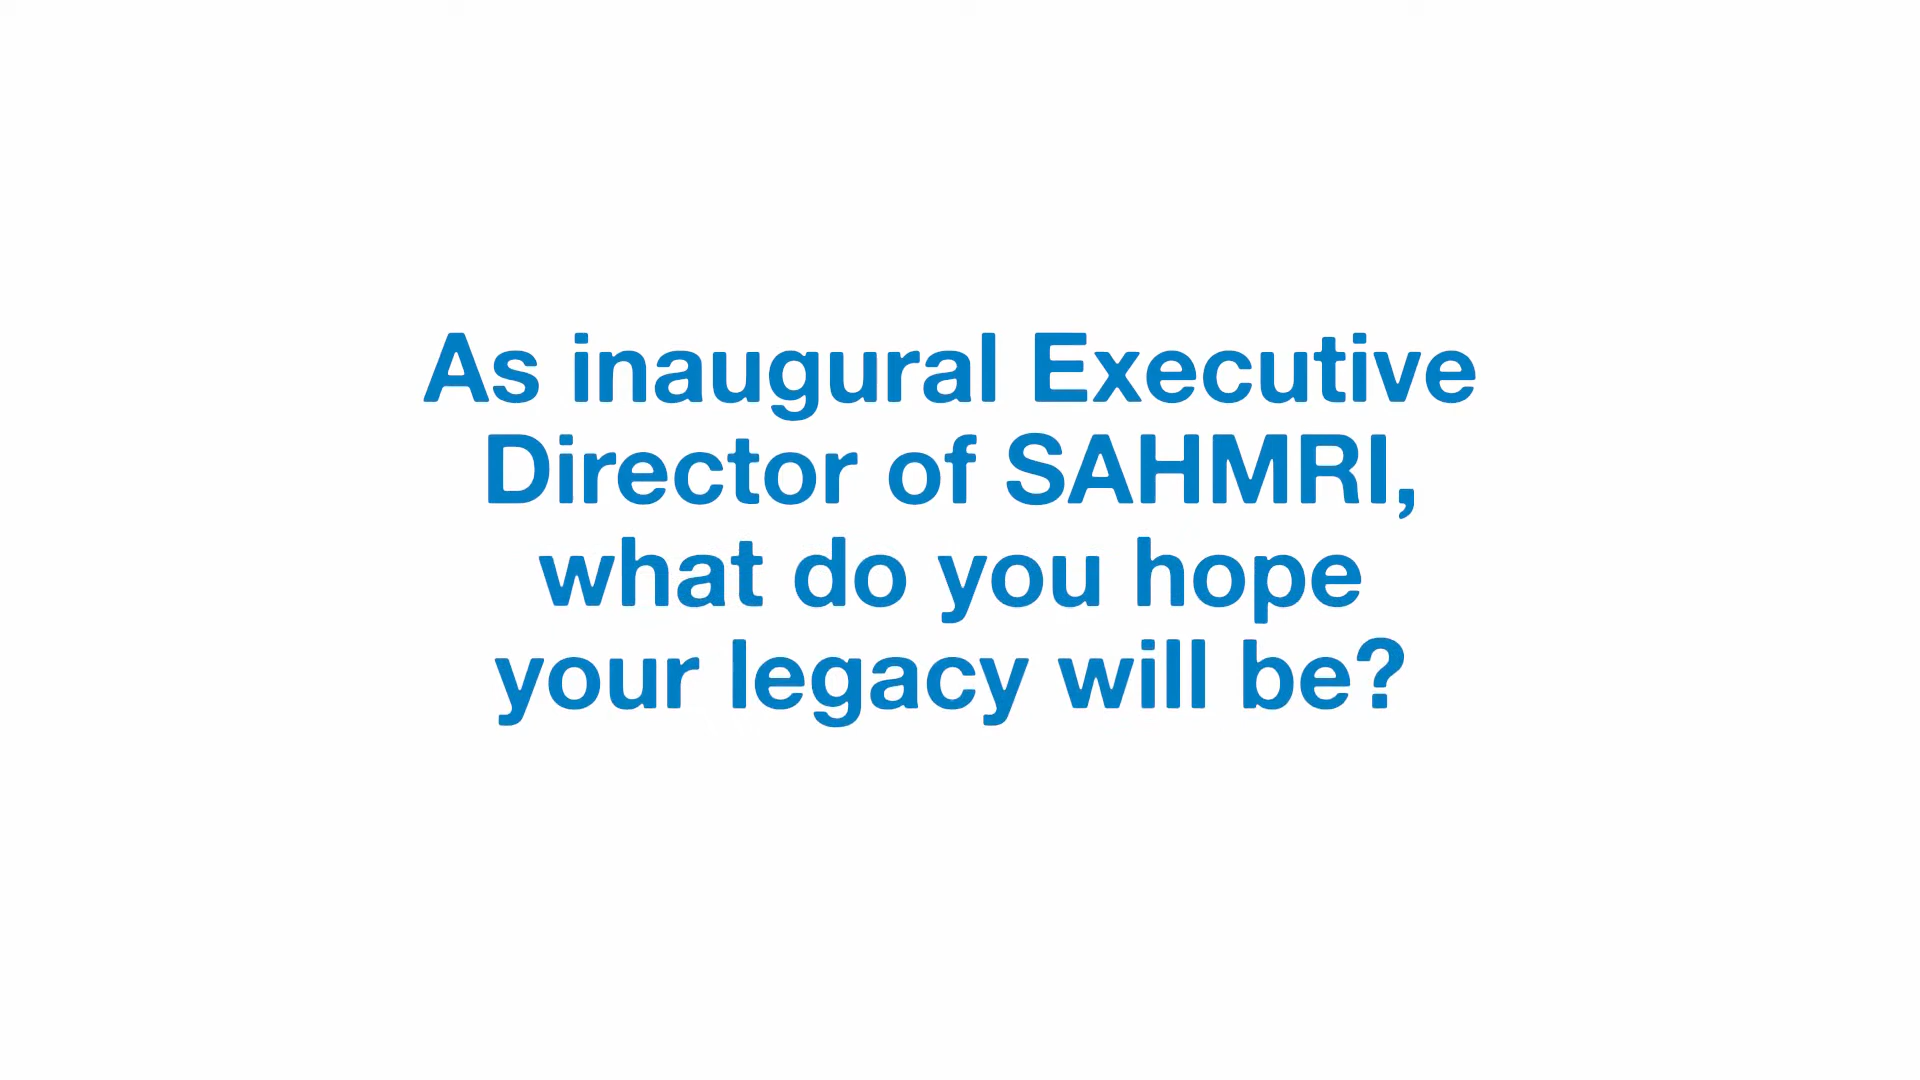 As inaugural Executive
Director of SAHMRI,
what do you hope
your legacy will be?